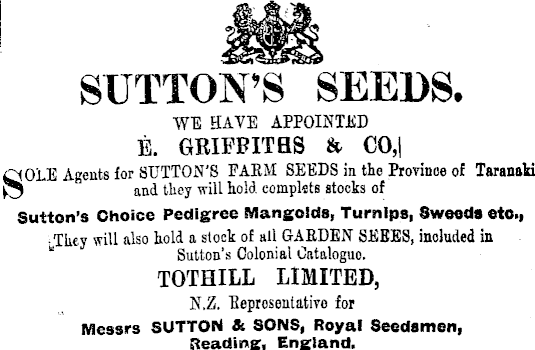 SUTTON'S SEEDS.
WE HAVE APPOINTED
E. GRIFFITHS & CO,
SOLE Agents for SUTTON'S FARM SEEDS in the Province of Taranaki
and they will hold complete stocks of
Sutton's Choice Pedigree Mangolds, Turnips, Sweeds etc.,
They will also hold a stock of all GARDEN SEEES, included in
Sutton's Colonial Catalogue.
TOTHILL LIMITED,
N.Z. Representative for
Messrs SUTTON & SONS, Royal Seedsmen,
Reading, England.